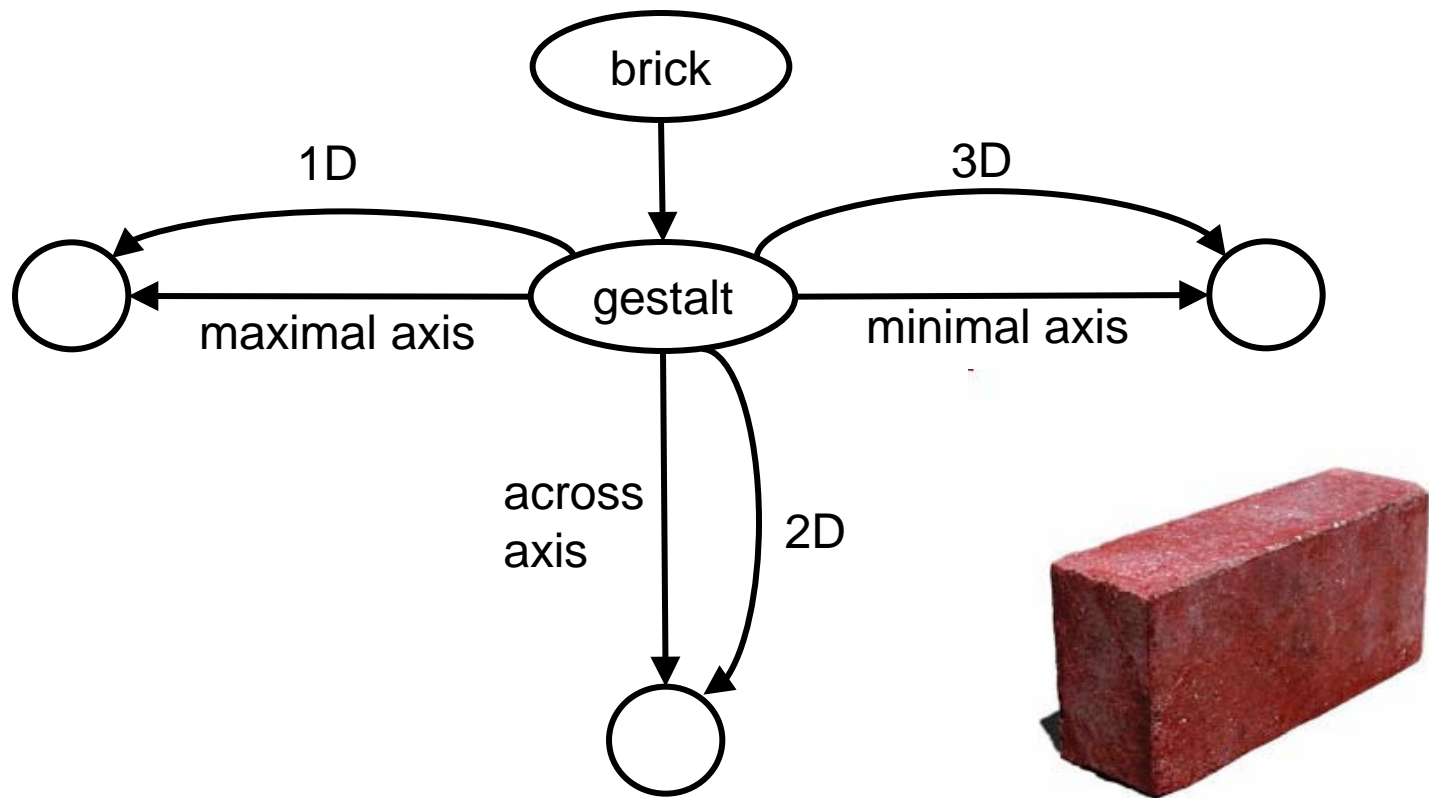 brick
1D
3D
gestalt
maximal axis
minimal axis
across
axis
2D